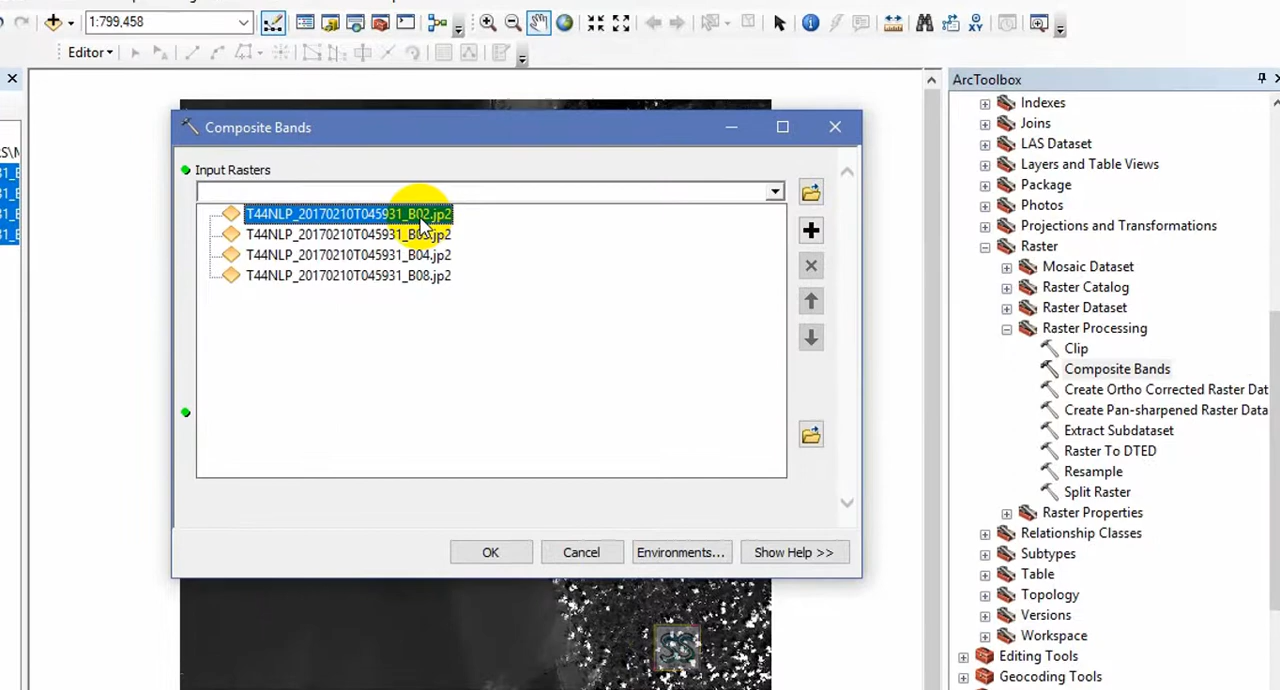 1:799,458
Editor
ArcToolbox
Composite Bands
Input Rasters
T44NLP_20170210T045931_B02.jp2
T44NLP_20170210T045931_B03.jp2
T44NLP_20170210T045931_B04.jp2
T44NLP_20170210T045931_B08.jp2
OK
Cancel
Environments...
Show Help >>
SS
Indexes
Joins
LAS Dataset
Layers and Table Views
Package
Photos
Projections and Transformations
Raster
Mosaic Dataset
Raster Catalog
Raster Dataset
Raster Processing
Clip
Composite Bands
Create Ortho Corrected Raster Dat
Create Pan-sharpened Raster Data
Extract Subdataset
Raster To DTED
Resample
Split Raster
Raster Properties
Relationship Classes
Subtypes
Table
Topology
Versions
Workspace
Editing Tools
Geocoding Tools